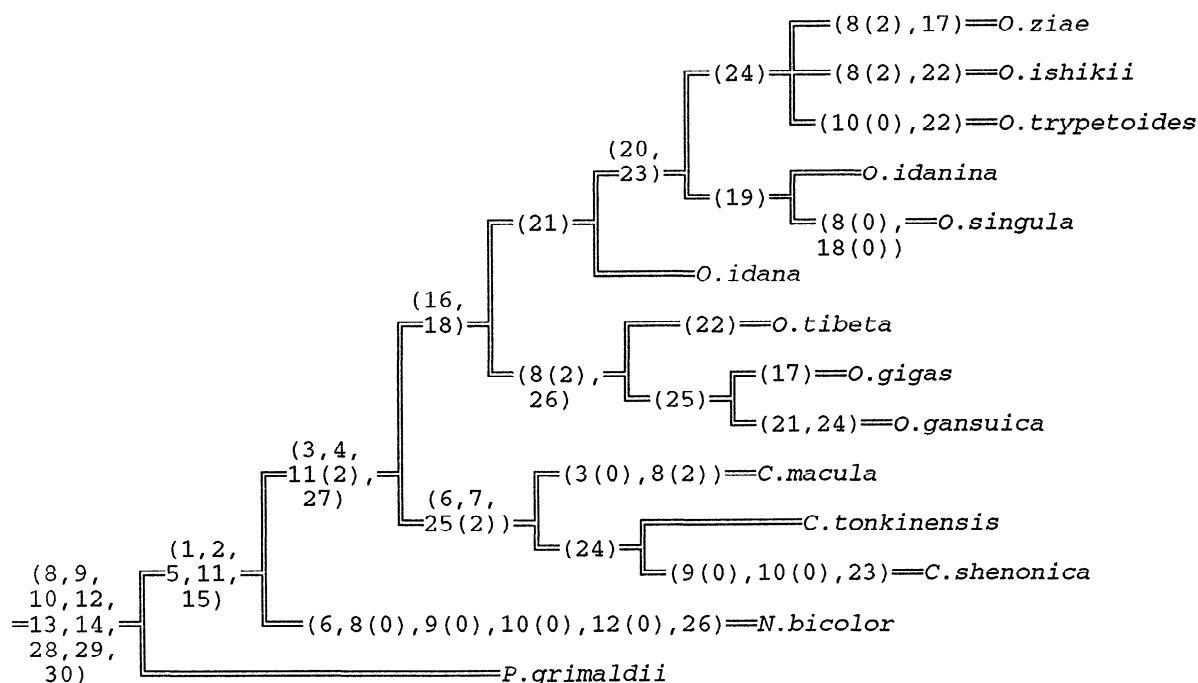 (8(2),17) O.ziae
(24) (8(2),22) O.ishikii
(10(0),22) O.trypetoides
(20,
23)
O.idanina
(19)
(8(0), O.singula
18(0))
(21)
O.idana
(16,
18)
(22) O.tibeta
(8(2),
26)
(17) O.gigas
(25)
(21,24) O.gansuica
(3,4,
11(2),
27)
(3(0),8(2)) C.macula
(6,7,
25(2))
C.tonkinensis
(24)
(9(0),10(0),23) C.shenonica
(1,2,
5,11,
15)
(8,9,
10,12,
13,14,
28,29,
30)
(6,8(0),9(0),10(0),12(0),26) N.bicolor
P.grimaldii